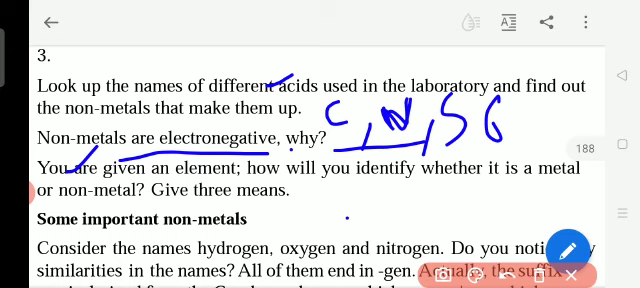 3.
Look up the names of different acids used in the laboratory and find out
the non-metals that make them up.
C, N, S
Non-metals are electronegative, why?
188
You are given an element; how will you identify whether it is a metal
or non-metal? Give three means.
Some important non-metals
Consider the names hydrogen, oxygen and nitrogen. Do you
similarities in the names? All of them end in -gen. Actually, the suffix